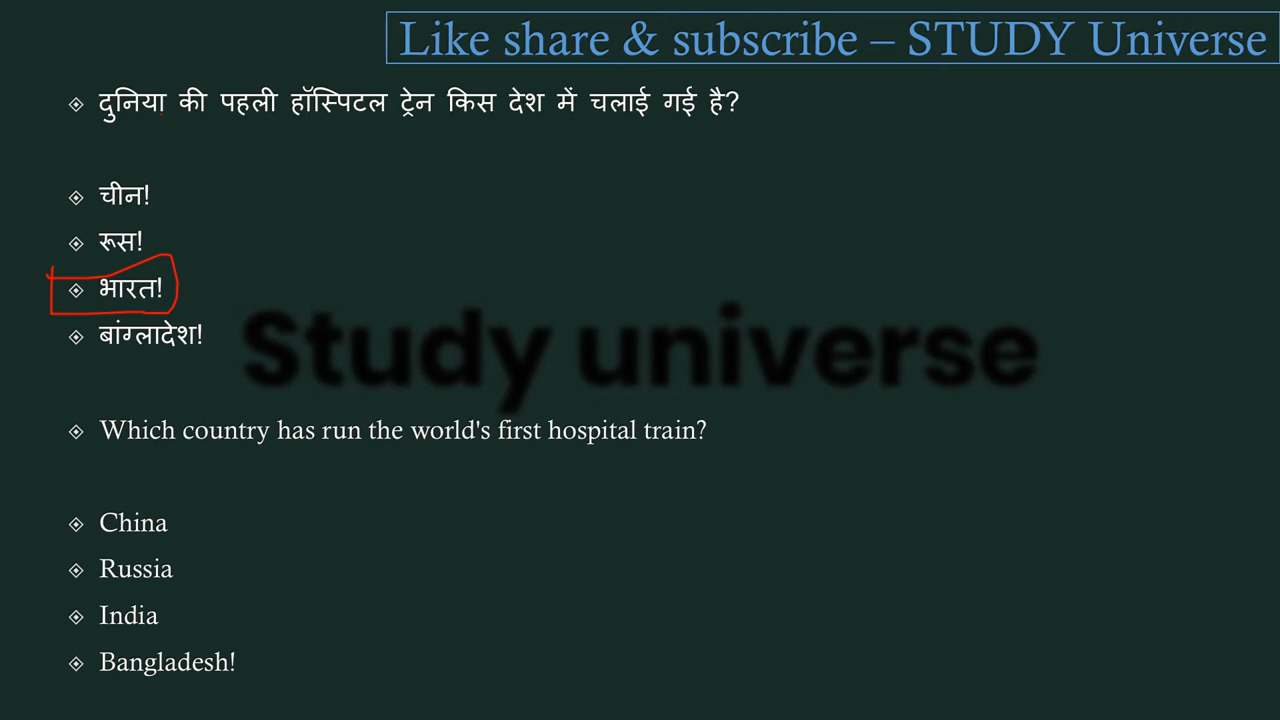 Like share & subscribe – STUDY Universe
दुनिया की पहली हॉस्पिटल ट्रेन किस देश में चलाई गई है?
चीन!
रूस!
भारत!
बांग्लादेश!
Study universe
Which country has run the world's first hospital train?
China
Russia
India
Bangladesh!